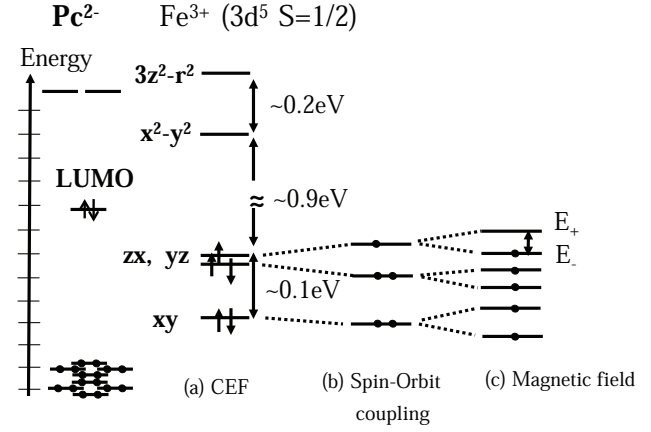 Pc²⁻ Fe³⁺ (3d⁵ S=1/2)
Energy
3z²-r²
~0.2eV
x²-y²
LUMO
≈ ~0.9eV
E₊
zx, yz
E₋
~0.1eV
xy
(a) CEF
(b) Spin-Orbit
coupling
(c) Magnetic field